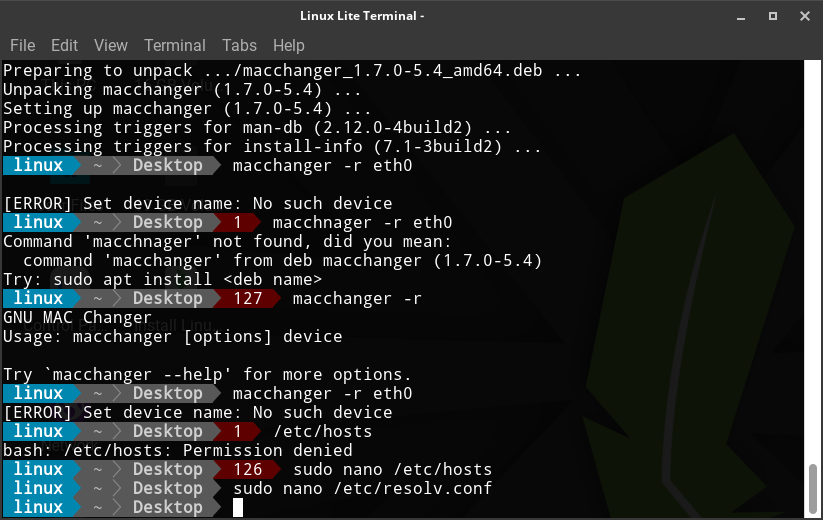 Linux Lite Terminal -
File Edit View Terminal Tabs Help
Preparing to unpack .../macchanger_1.7.0-5.4_amd64.deb ...
Unpacking macchanger (1.7.0-5.4) ...
Setting up macchanger (1.7.0-5.4) ...
Processing triggers for man-db (2.12.0-4build2) ...
Processing triggers for install-info (7.1-3build2) ...
linux ~ Desktop macchanger -r eth0
[ERROR] Set device name: No such device
linux ~ Desktop 1 macchnager -r eth0
Command 'macchnager' not found, did you mean:
command 'macchanger' from deb macchanger (1.7.0-5.4)
Try: sudo apt install <deb name>
linux ~ Desktop 127 macchanger -r
GNU MAC Changer
Usage: macchanger [options] device
Try `macchanger --help' for more options.
linux ~ Desktop macchanger -r eth0
[ERROR] Set device name: No such device
linux ~ Desktop 1 /etc/hosts
bash: /etc/hosts: Permission denied
linux ~ Desktop 126 sudo nano /etc/hosts
linux ~ Desktop sudo nano /etc/resolv.conf
linux ~ Desktop